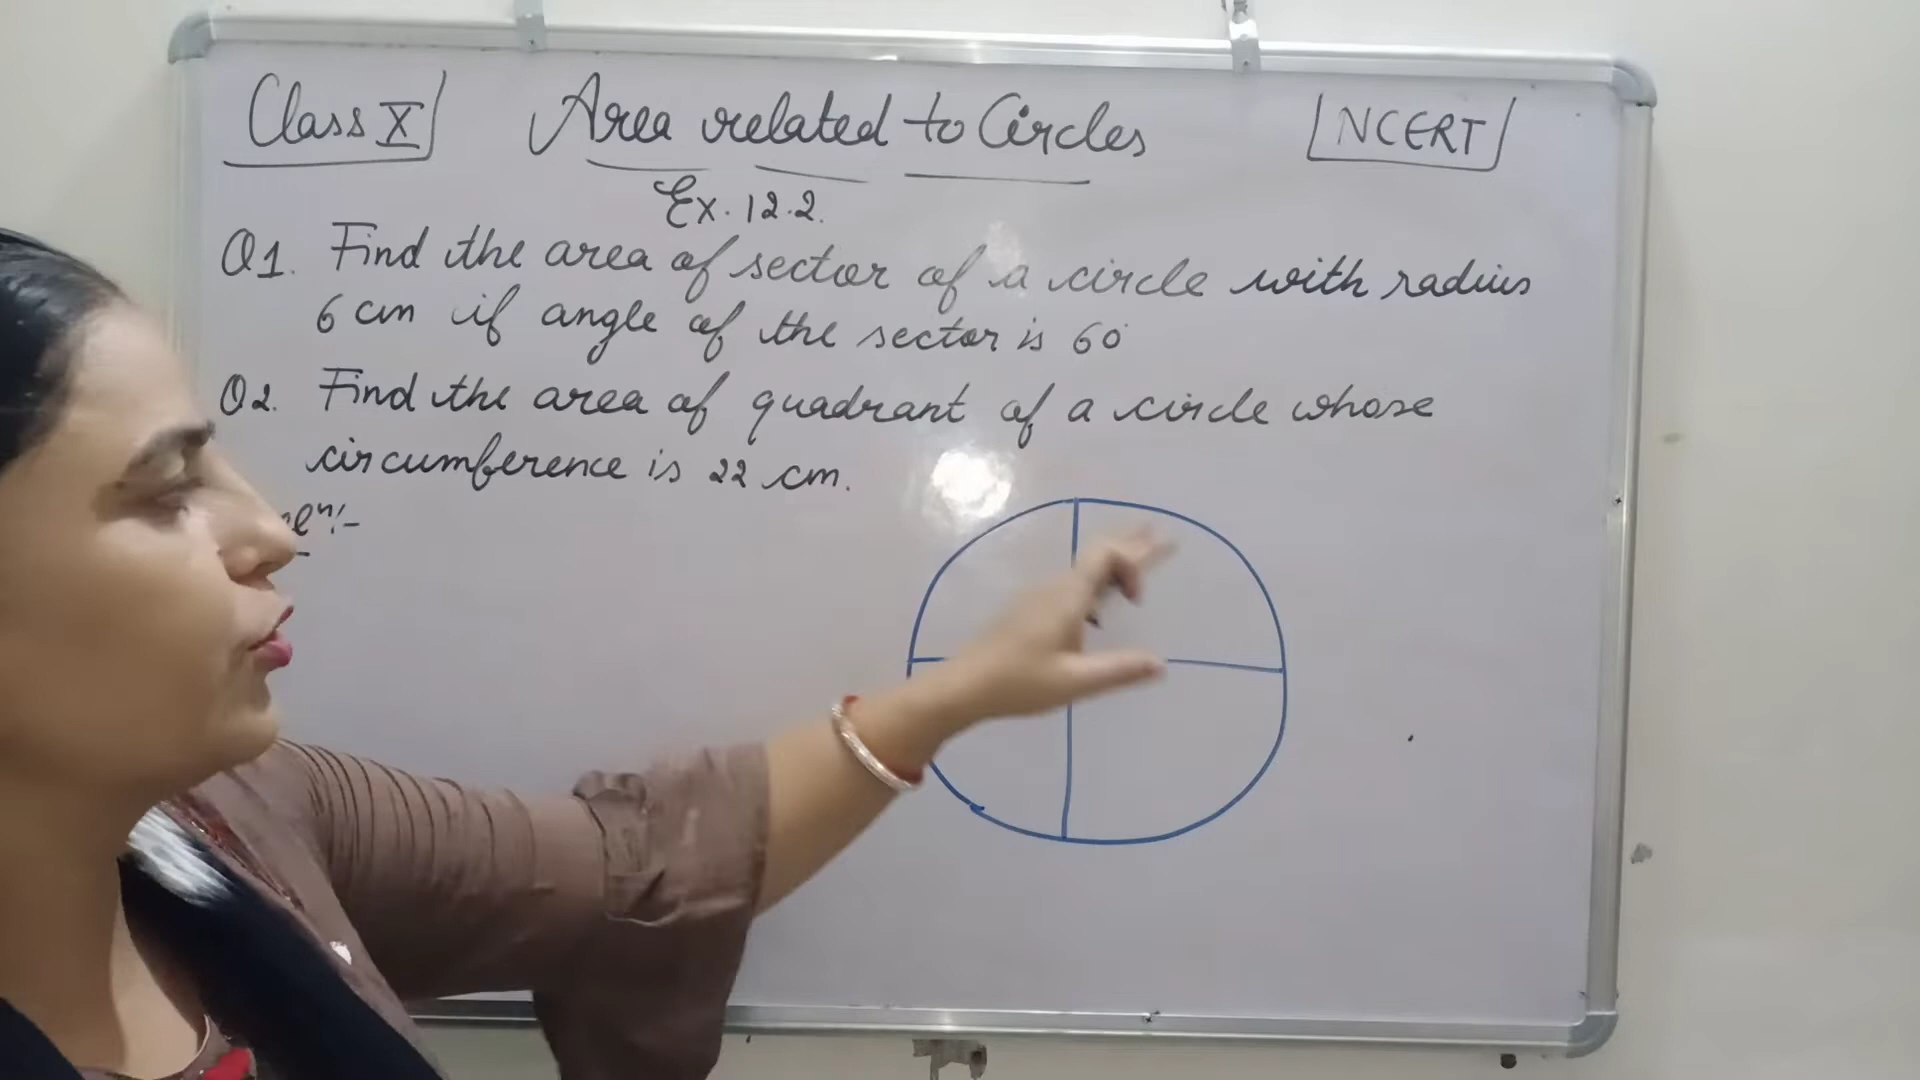 Class X Area related to Circles NCERT
Ex. 12.2.
Q1. Find the area of sector of a circle with radius
6 cm if angle of the sector is 60°
Q2. Find the area of quadrant of a circle whose
circumference is 22 cm.